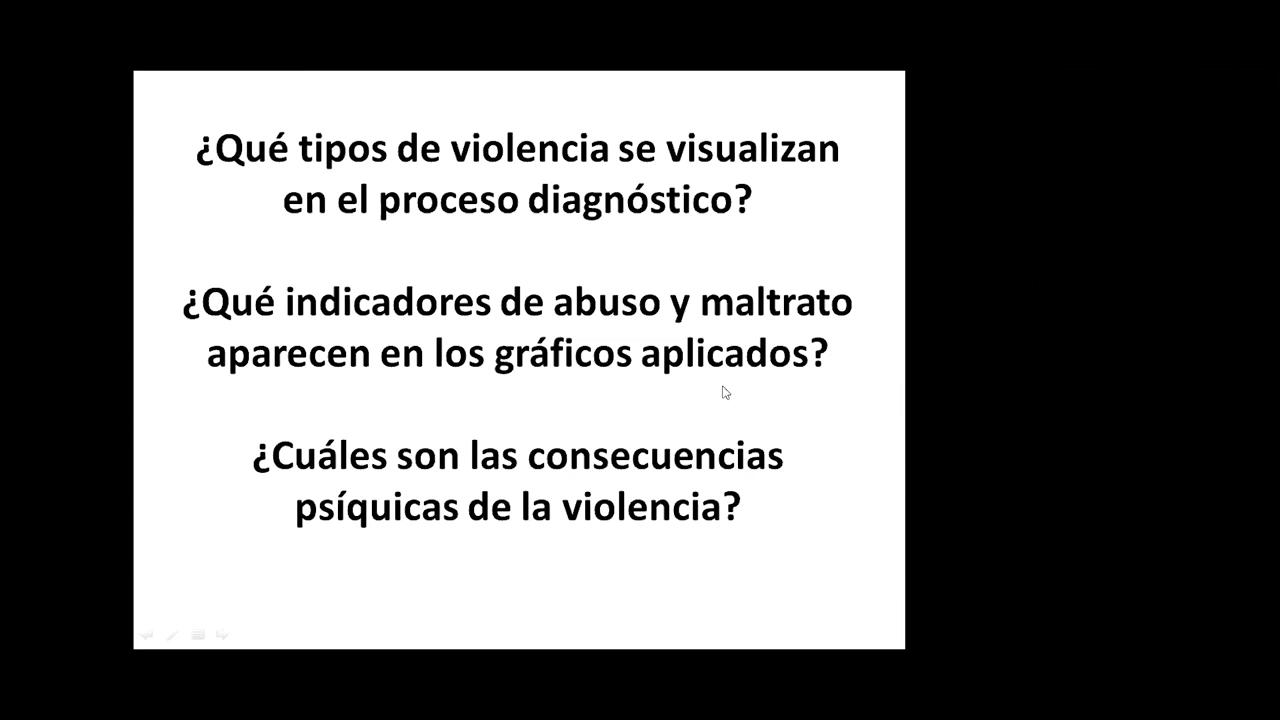 ¿Qué tipos de violencia se visualizan
en el proceso diagnóstico?
¿Qué indicadores de abuso y maltrato
aparecen en los gráficos aplicados?
¿Cuáles son las consecuencias
psíquicas de la violencia?